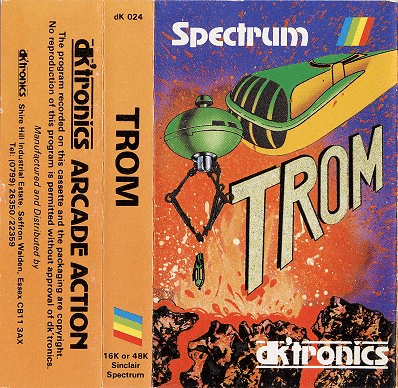 dk'tronics ARCADE ACTION
The program recorded on this cassette and the packaging are copyright.
No reproduction of this program is permitted without approval of dk'tronics.
Manufactured and Distributed by
dk'tronics, Shire Hill Industrial Estate, Saffron Walden, Essex CB11 3AX
Tel: (0799) 26350 / 22359
dK 024
TROM
16K or 48K
Sinclair
Spectrum
Spectrum
TROM
dk'tronics